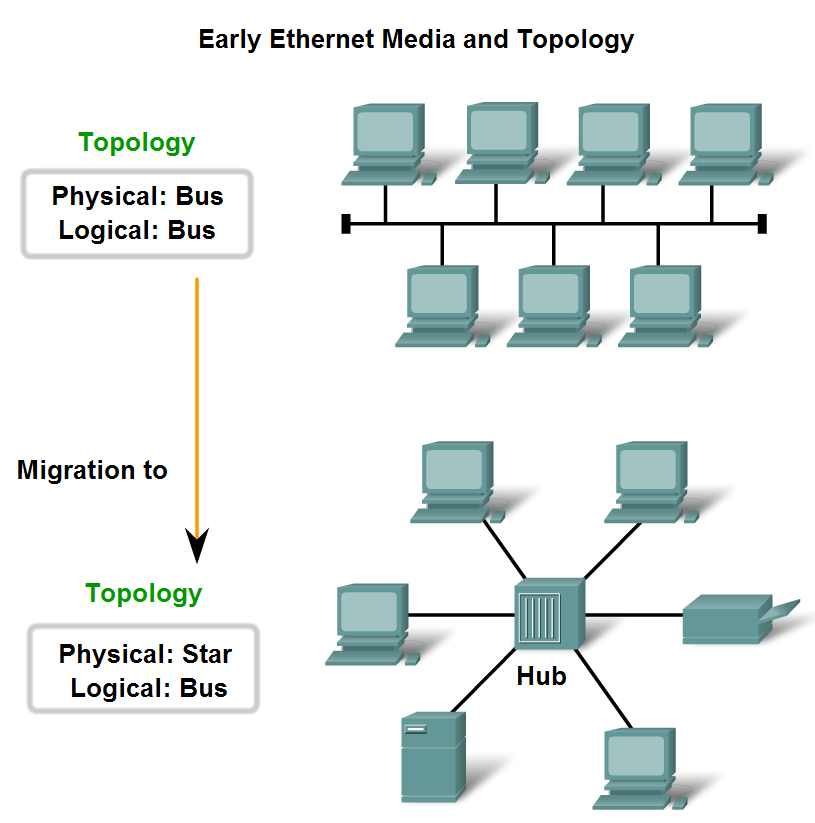 Early Ethernet Media and Topology
Topology
Physical: Bus
Logical: Bus
Migration to
Topology
Physical: Star
Logical: Bus
Hub